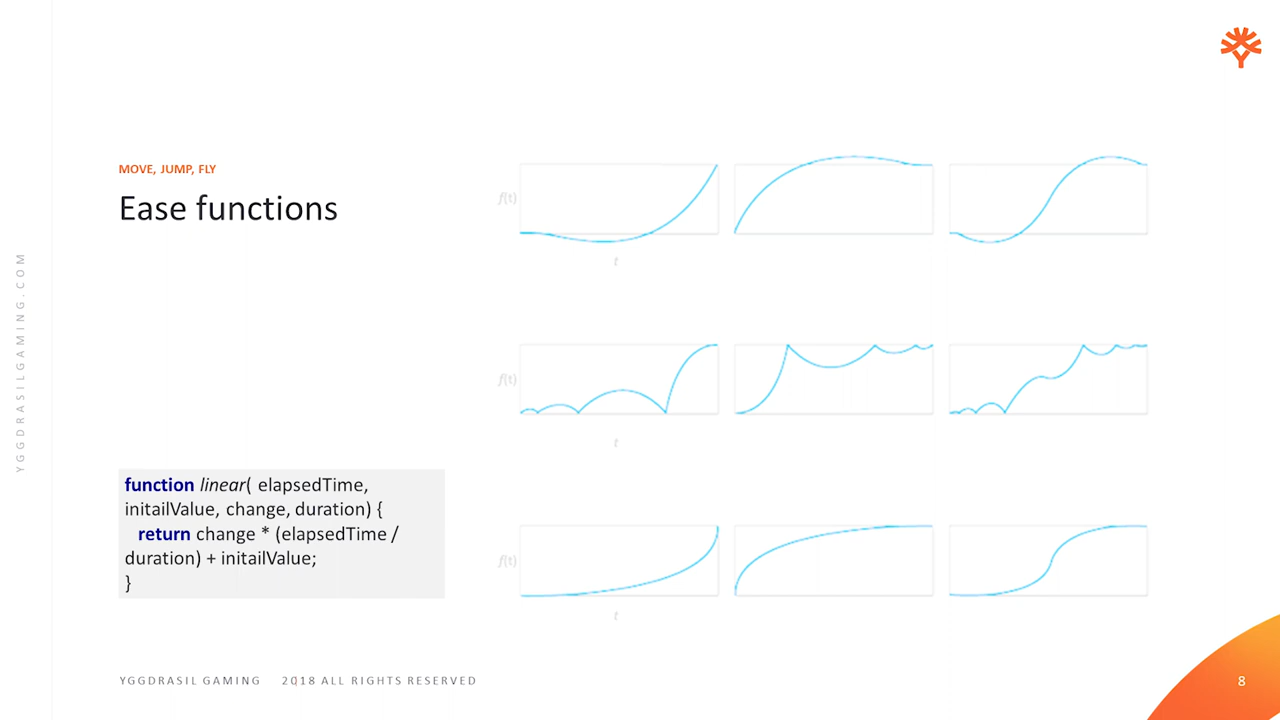 YGGDRASILGAMING.COM
MOVE, JUMP, FLY
Ease functions
f(t)
t
f(t)
t
f(t)
t
function linear( elapsedTime,
initailValue, change, duration) {
return change * (elapsedTime /
duration) + initailValue;
}
YGGDRASIL GAMING 2018 ALL RIGHTS RESERVED
8